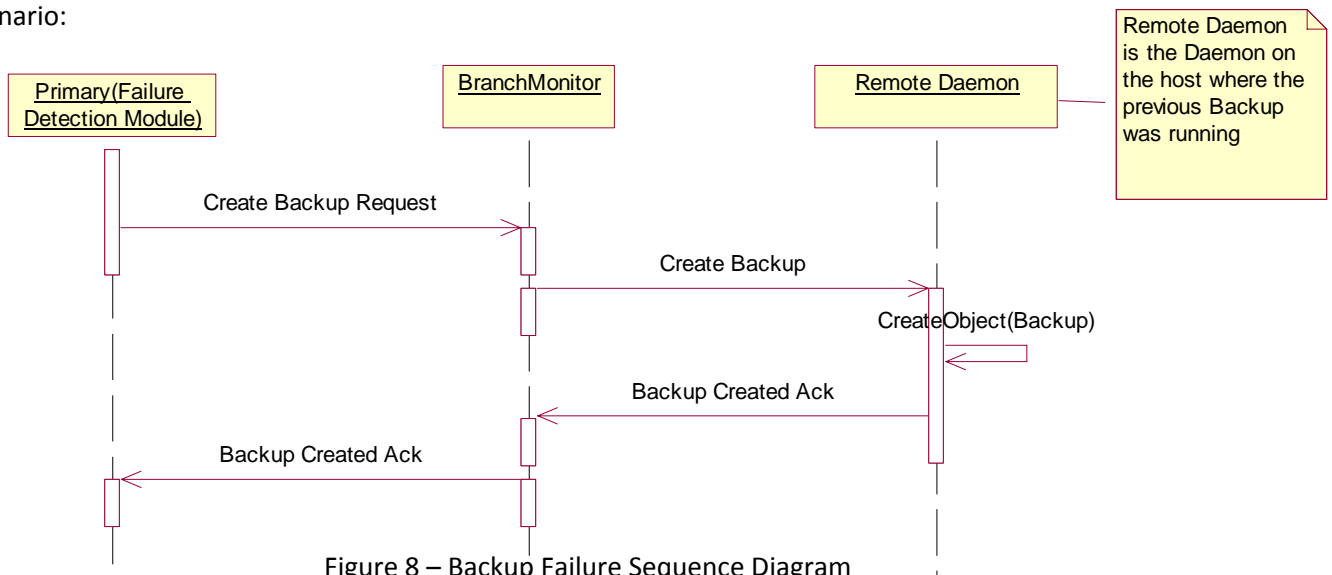 nario:
Remote Daemon
is the Daemon on
the host where the
previous Backup
was running
Primary(Failure
Detection Module)
BranchMonitor
Remote Daemon
Create Backup Request
Create Backup
CreateObject(Backup)
Backup Created Ack
Backup Created Ack
Figure 8 – Backup Failure Sequence Diagram